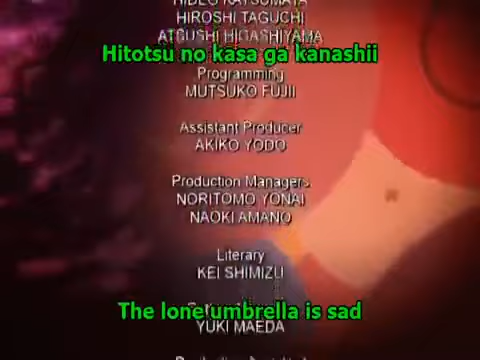 HIDEO KATSUMATA
HIROSHI TAGUCHI
ATSUSHI HIGASHIYAMA
Hitotsu no kasa ga kanashii
Programming
MUTSUKO FUJII
Assistant Producer
AKIKO YODO
Production Managers
NORITOMO YONAI
NAOKI AMANO
Literary
KEI SHIMIZU
The lone umbrella is sad
YUKI MAEDA